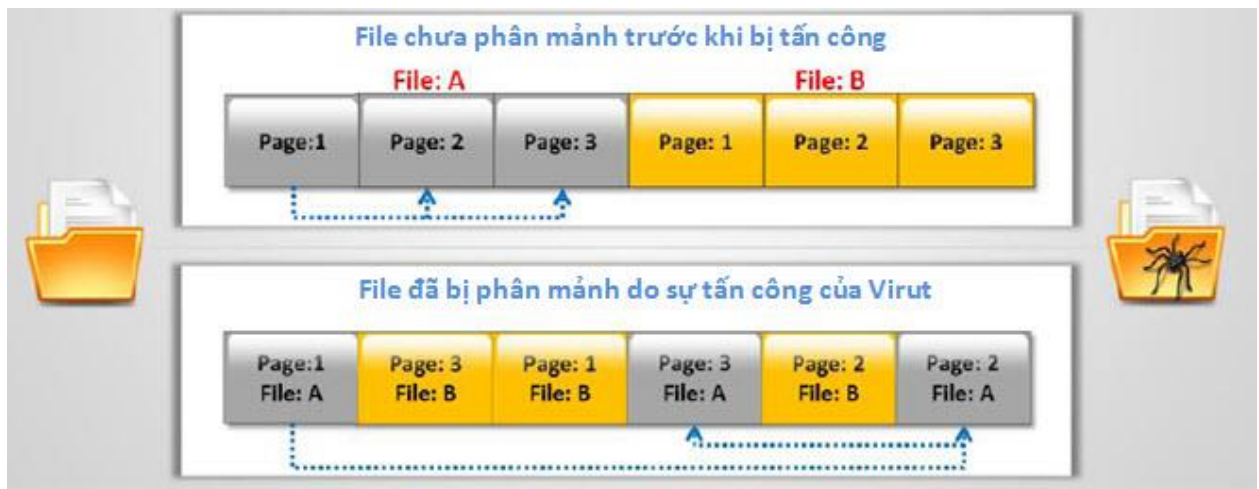 File chưa phân mảnh trước khi bị tấn công
File: A File: B
Page:1 Page: 2 Page: 3 Page: 1 Page: 2 Page: 3
File đã bị phân mảnh do sự tấn công của Virut
Page:1 Page: 3 Page: 1 Page: 3 Page: 2 Page: 2
File: A File: B File: B File: A File: B File: A